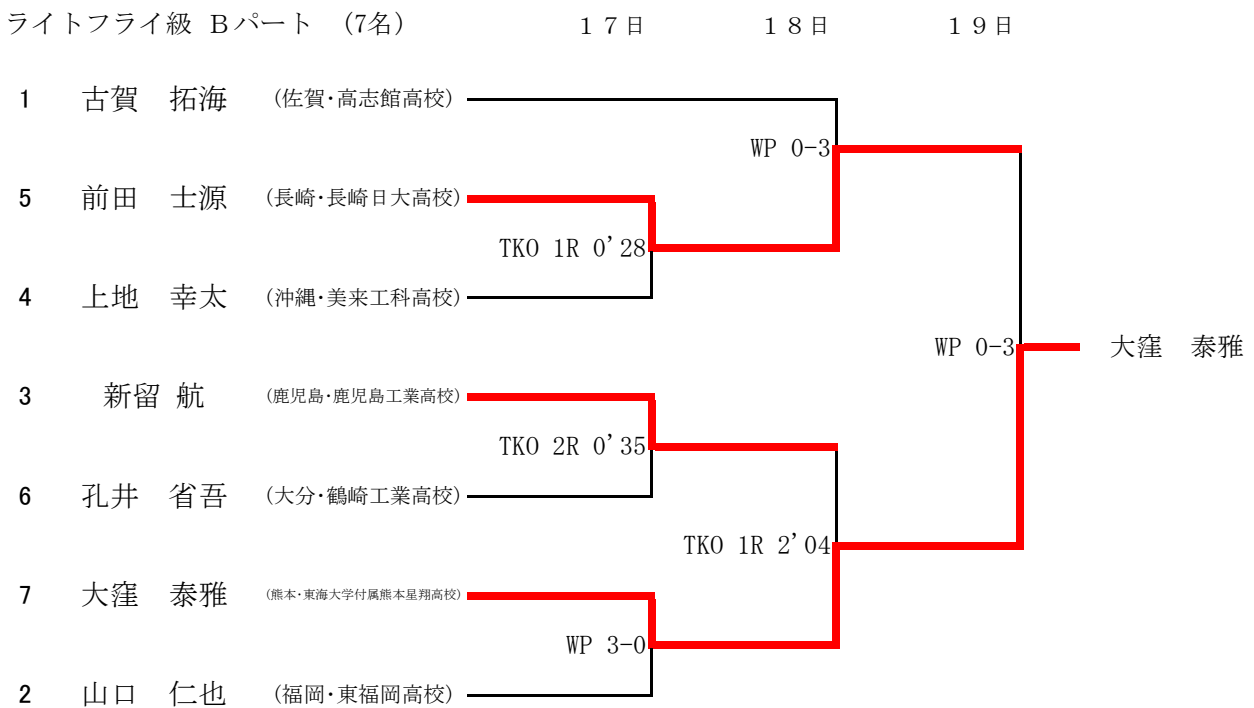 ライトフライ級 Bパート (7名) 17日 18日 19日
1 古賀 拓海 (佐賀・高志館高校)
WP 0-3
5 前田 士源 (長崎・長崎日大高校)
TKO 1R 0'28
4 上地 幸太 (沖縄・美来工科高校)
WP 0-3 大窪 泰雅
3 新留 航 (鹿児島・鹿児島工業高校)
TKO 2R 0'35
6 孔井 省吾 (大分・鶴崎工業高校)
TKO 1R 2'04
7 大窪 泰雅 (熊本・東海大学付属熊本星翔高校)
WP 3-0
2 山口 仁也 (福岡・東福岡高校)